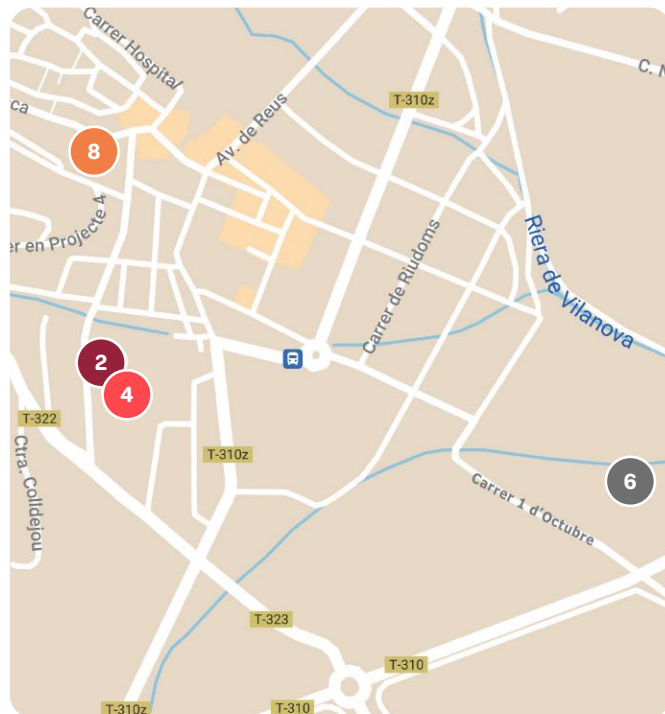 Carrer Hospital
C. N
T-310z
ca
Av. de Reus
8
er en Projecte 4
Carrer de Riudoms
Riera de Vilanova
2
4
T-322
T-310z
Ctra. Colldejou
6
Carrer 1 d'Octubre
T-323
T-310
T-310z
T-310